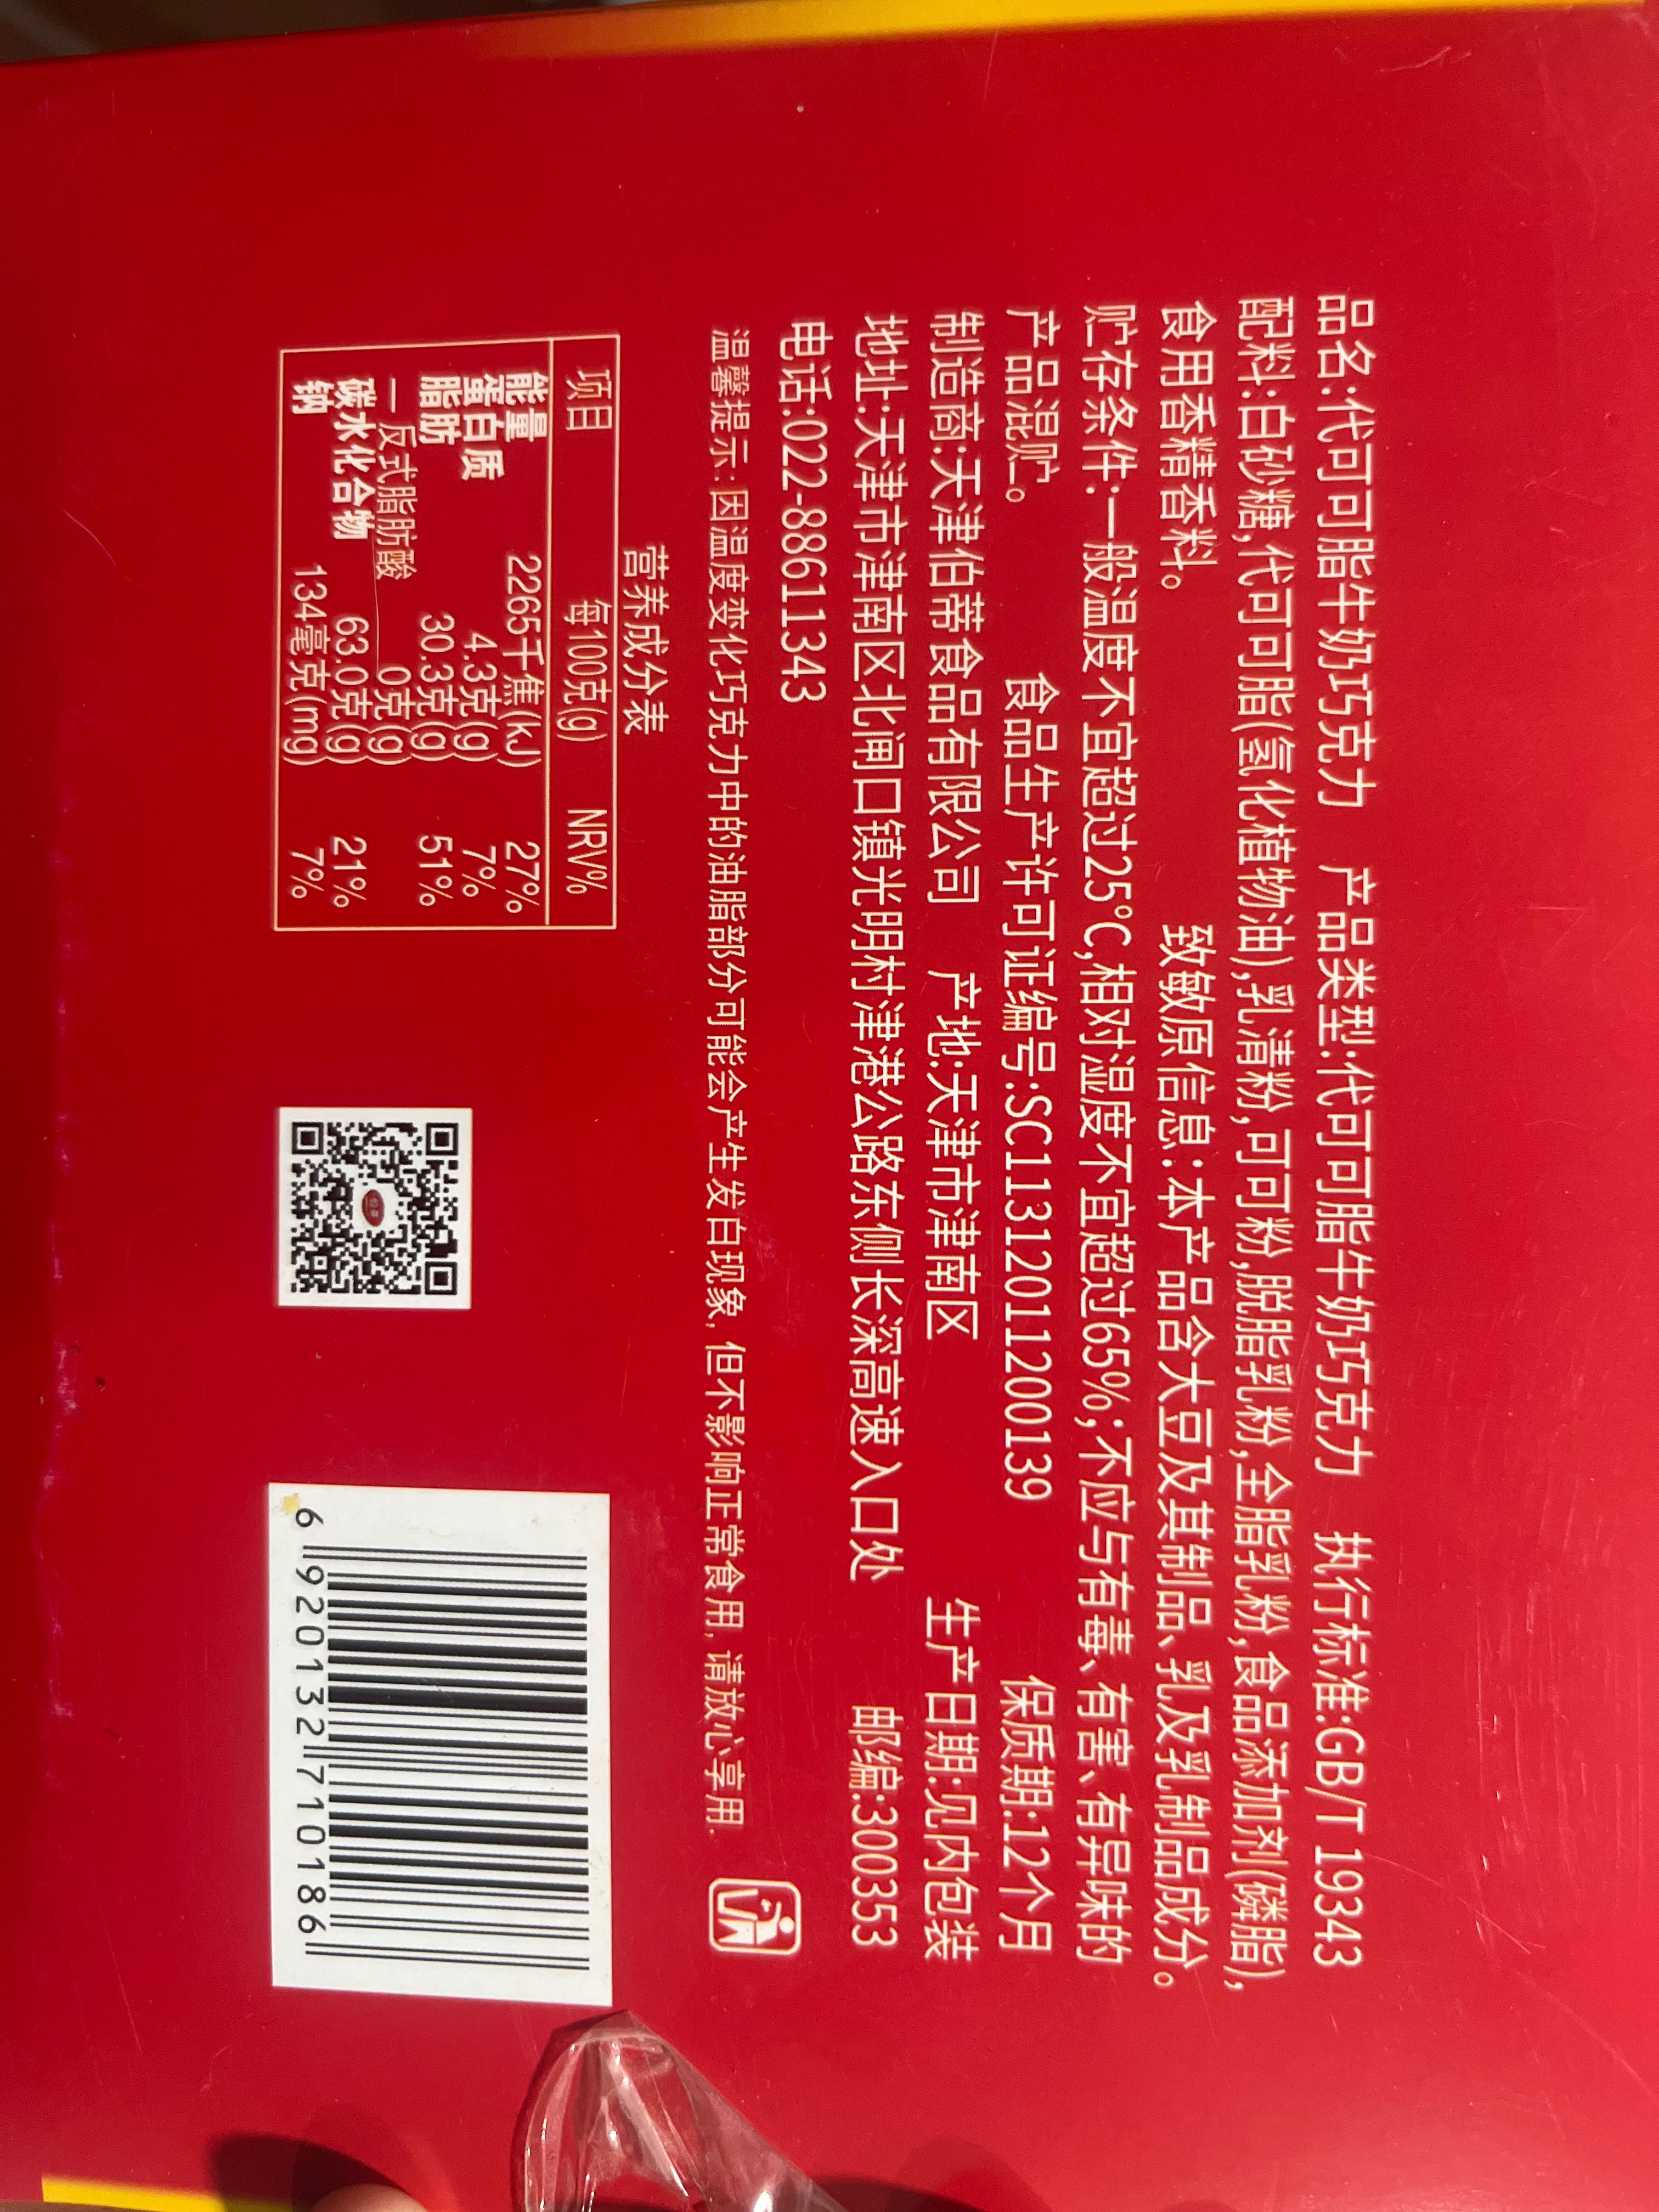 品名:代可可脂牛奶巧克力 产品类型:代可可脂牛奶巧克力 执行标准:GB/T 19343
配料:白砂糖,代可可脂(氢化植物油),乳清粉,可可粉,脱脂乳粉,全脂乳粉,食品添加剂(磷脂),
食用香精香料。 致敏原信息:本产品含大豆及其制品、乳及乳制品成分。
贮存条件:一般温度不宜超过25℃,相对湿度不宜超过65%;不应与有毒、有害、有异味的
产品混贮。 食品生产许可证编号:SC11312011200139 保质期:12个月
制造商:天津伯蒂食品有限公司 产地:天津市津南区 生产日期:见内包装
地址:天津市津南区北闸口镇光明村津港公路东侧长深高速入口处 邮编:300353
电话:022-88611343
温馨提示:因温度变化巧克力中的油脂部分可能会产生发白现象,但不影响正常食用,请放心享用.
营养成分表
项目 每100克(g) NRV%
能量 2265千焦(kJ) 27%
蛋白质 4.3克(g) 7%
脂肪 30.3克(g) 51%
—反式脂肪酸 0克(g)
碳水化合物 63.0克(g) 21%
钠 134毫克(mg) 7%
6 920132 710186